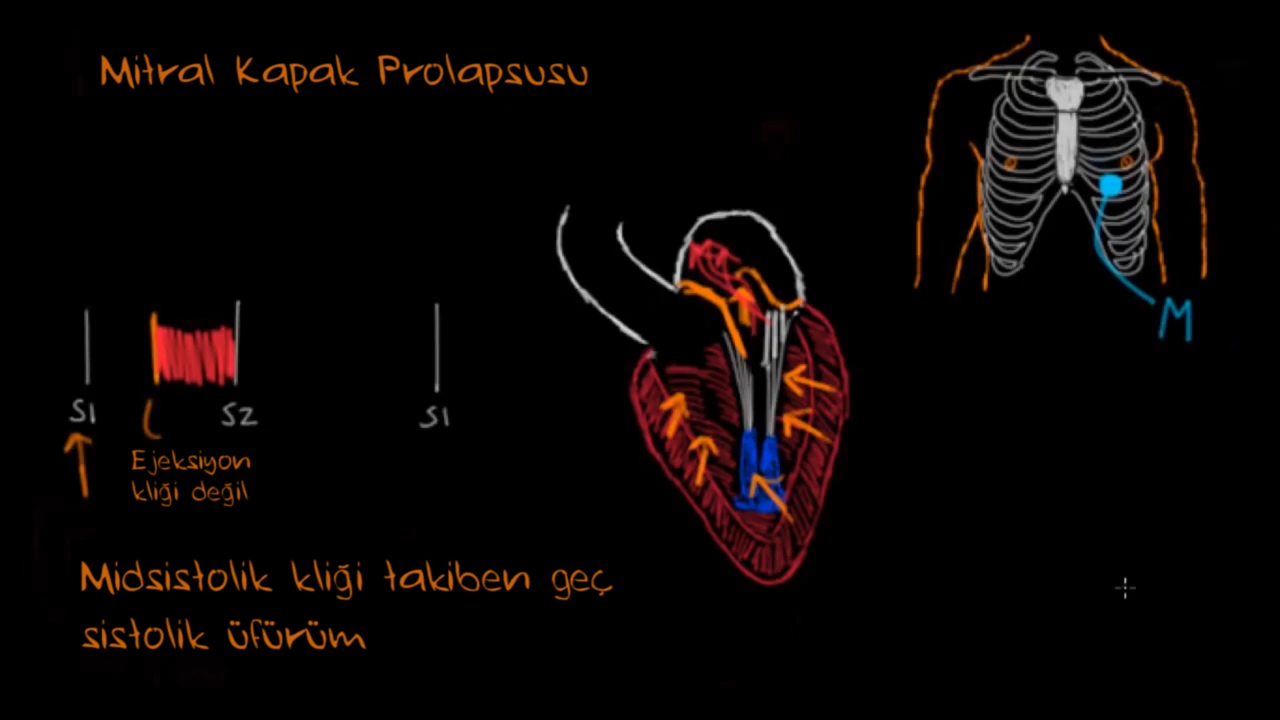 Mitral Kapak Prolapsusu
M
S1
C
S2
S1
Ejeksiyon
kliği değil
Midsistolik kliği takiben geç
sistolik üfürüm